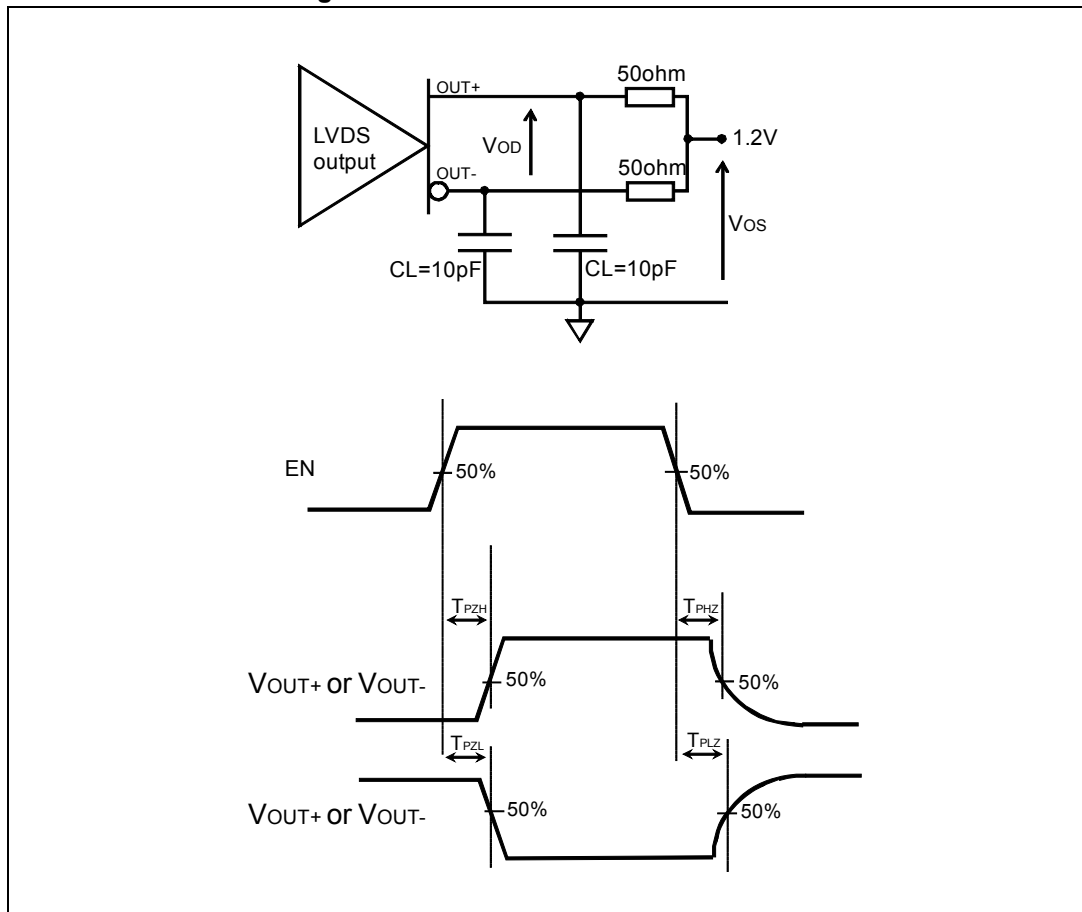 50ohm
OUT+
LVDS
output
VOD
1.2V
OUT-
50ohm
VOS
CL=10pF
CL=10pF
EN
50%
50%
TPZH
TPHZ
VOUT+ or VOUT-
50%
50%
TPZL
TPLZ
VOUT+ or VOUT-
50%
50%